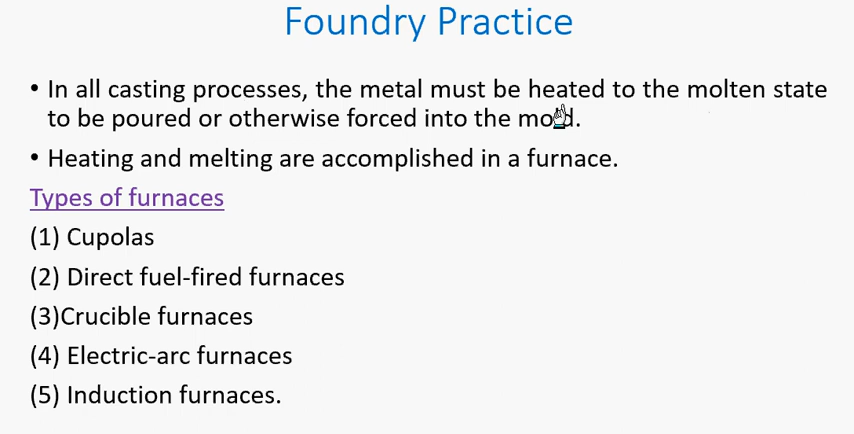 Foundry Practice
• In all casting processes, the metal must be heated to the molten state
to be poured or otherwise forced into the mold.
• Heating and melting are accomplished in a furnace.
Types of furnaces
(1) Cupolas
(2) Direct fuel-fired furnaces
(3)Crucible furnaces
(4) Electric-arc furnaces
(5) Induction furnaces.